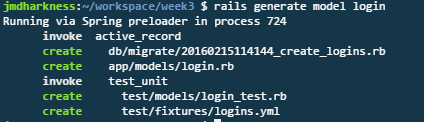 jmdharkness:~/workspace/week3 $ rails generate model login
Running via Spring preloader in process 724
invoke active_record
create db/migrate/20160215114144_create_logins.rb
create app/models/login.rb
invoke test_unit
create test/models/login_test.rb
create test/fixtures/logins.yml